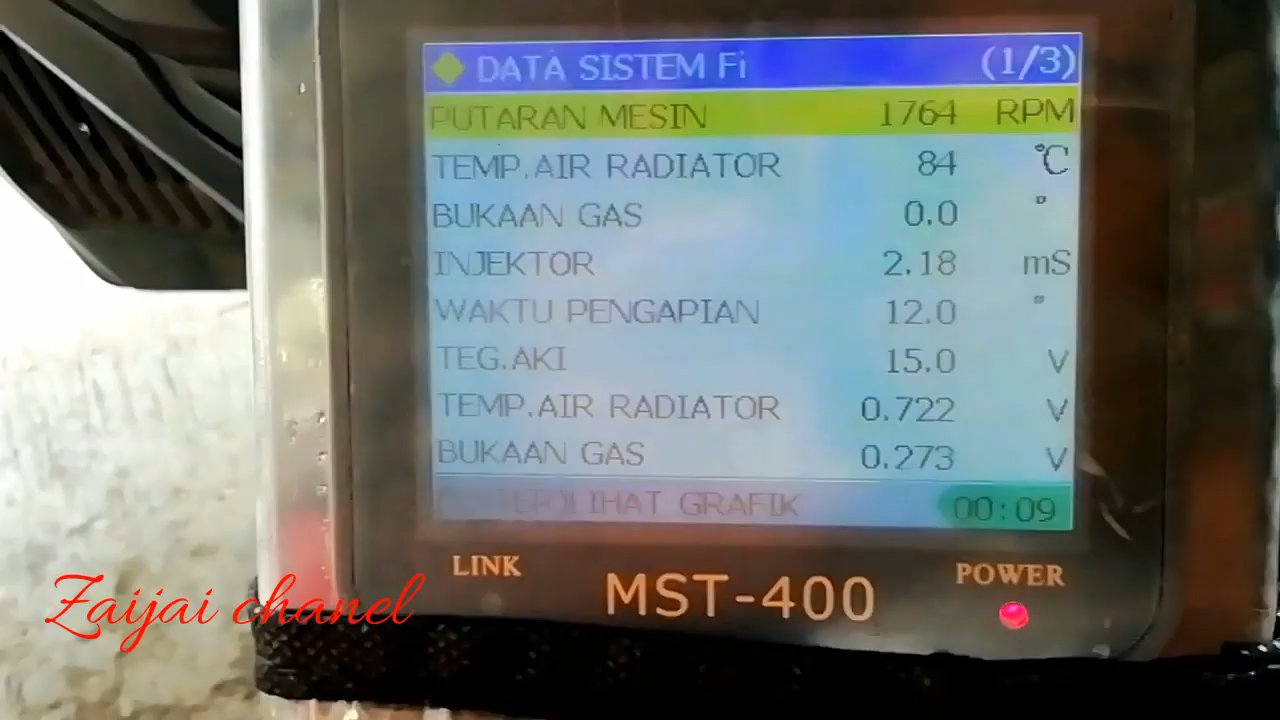 DATA SISTEM Fi (1/3)
PUTARAN MESIN 1764 RPM
TEMP.AIR RADIATOR 84 °C
BUKAAN GAS 0.0 °
INJEKTOR 2.18 mS
WAKTU PENGAPIAN 12.0 °
TEG.AKI 15.0 V
TEMP.AIR RADIATOR 0.722 V
BUKAAN GAS 0.273 V
LIHAT GRAFIK 00:09
LINK
POWER
MST-400
Zaijai chanel